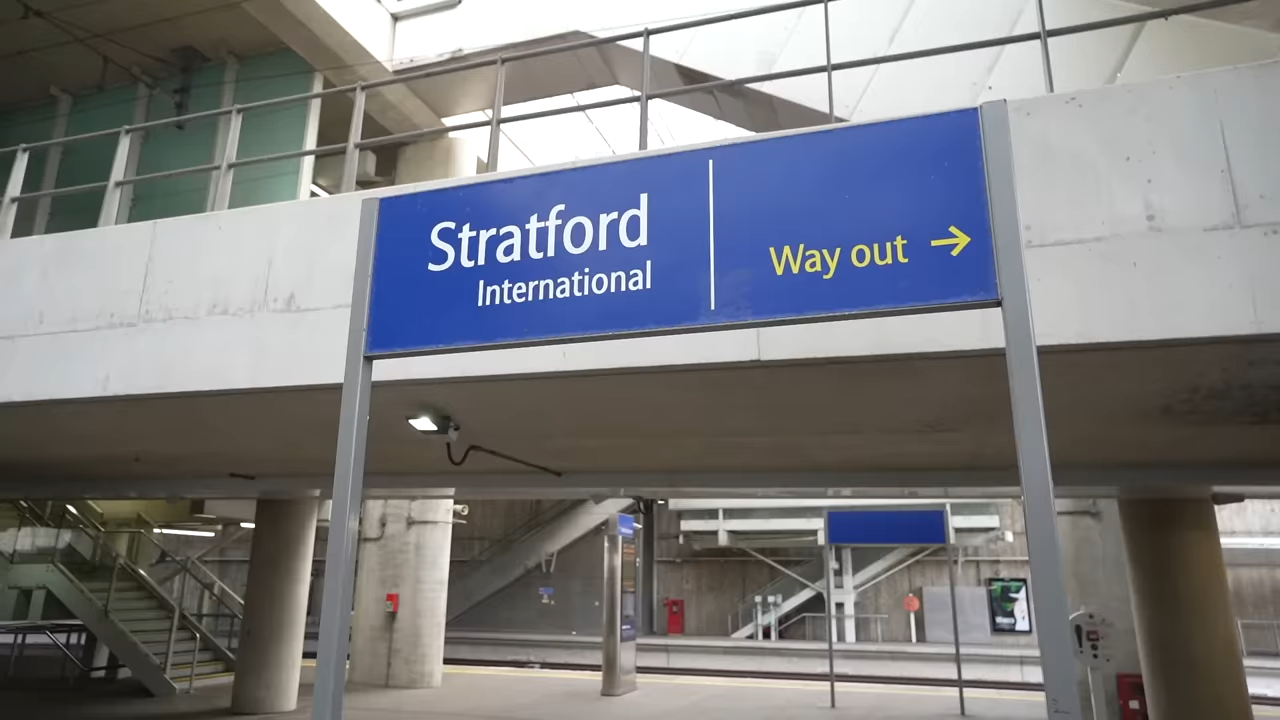 Stratford
International
Way out →